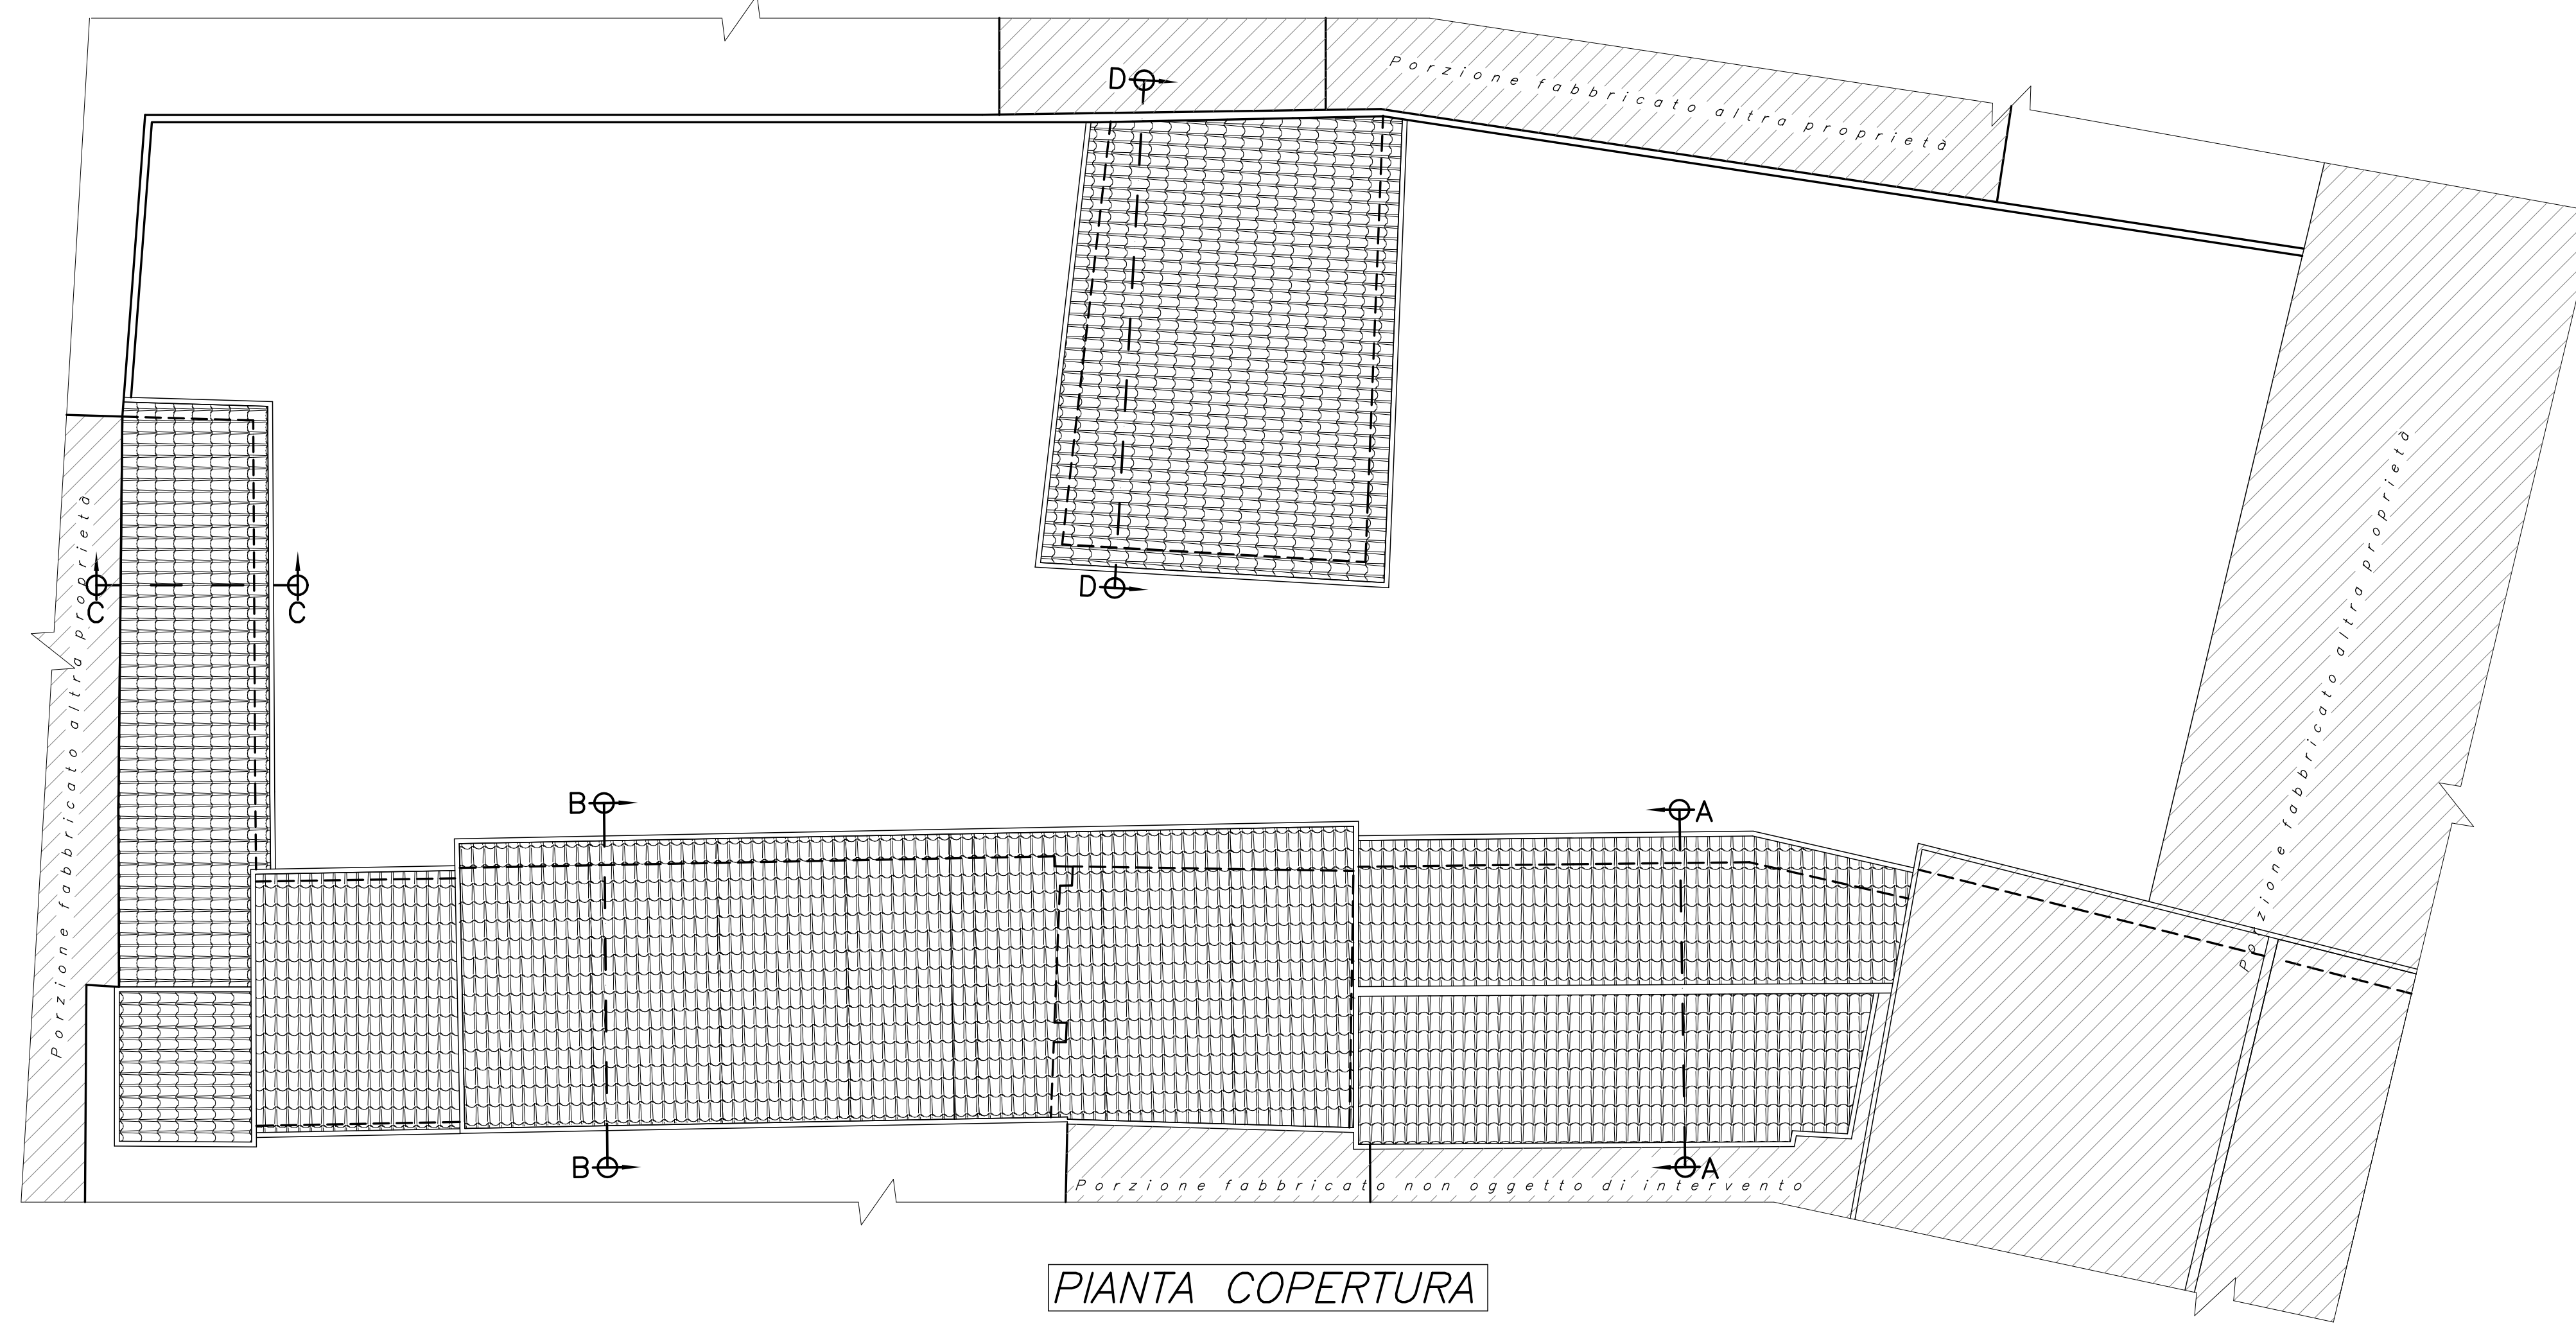 D
Porzione fabbricato altra proprietà
Porzione fabbricato altra proprietà
Porzione fabbricato altra proprietà
C
C
D
B
A
B
A
Porzione fabbricato non oggetto di intervento
PIANTA COPERTURA